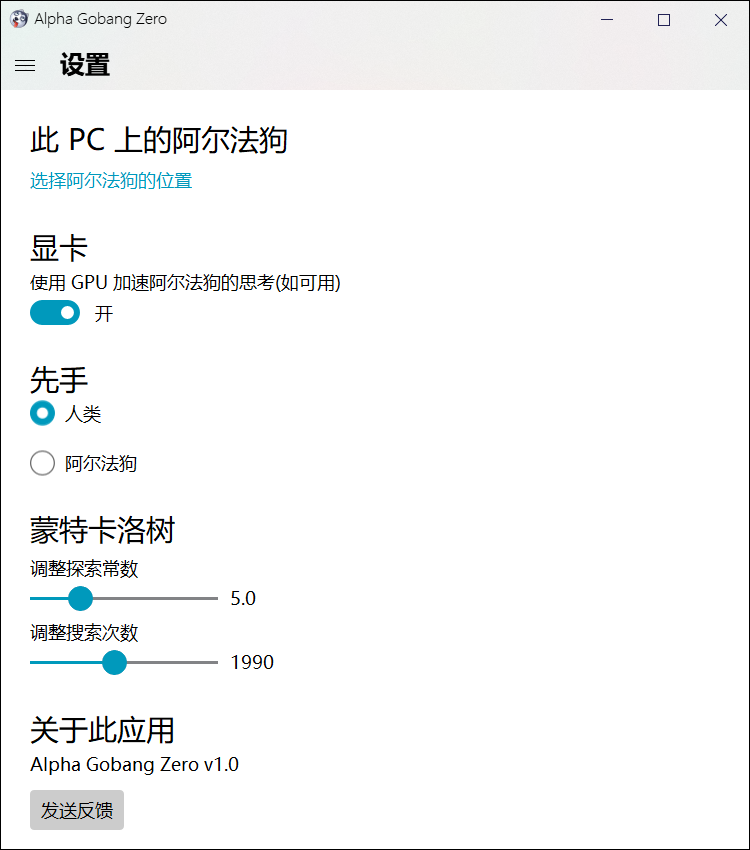 Alpha Gobang Zero
设置
此 PC 上的阿尔法狗
选择阿尔法狗的位置
显卡
使用 GPU 加速阿尔法狗的思考(如可用)
开
先手
人类
阿尔法狗
蒙特卡洛树
调整探索常数
5.0
调整搜索次数
1990
关于此应用
Alpha Gobang Zero v1.0
发送反馈